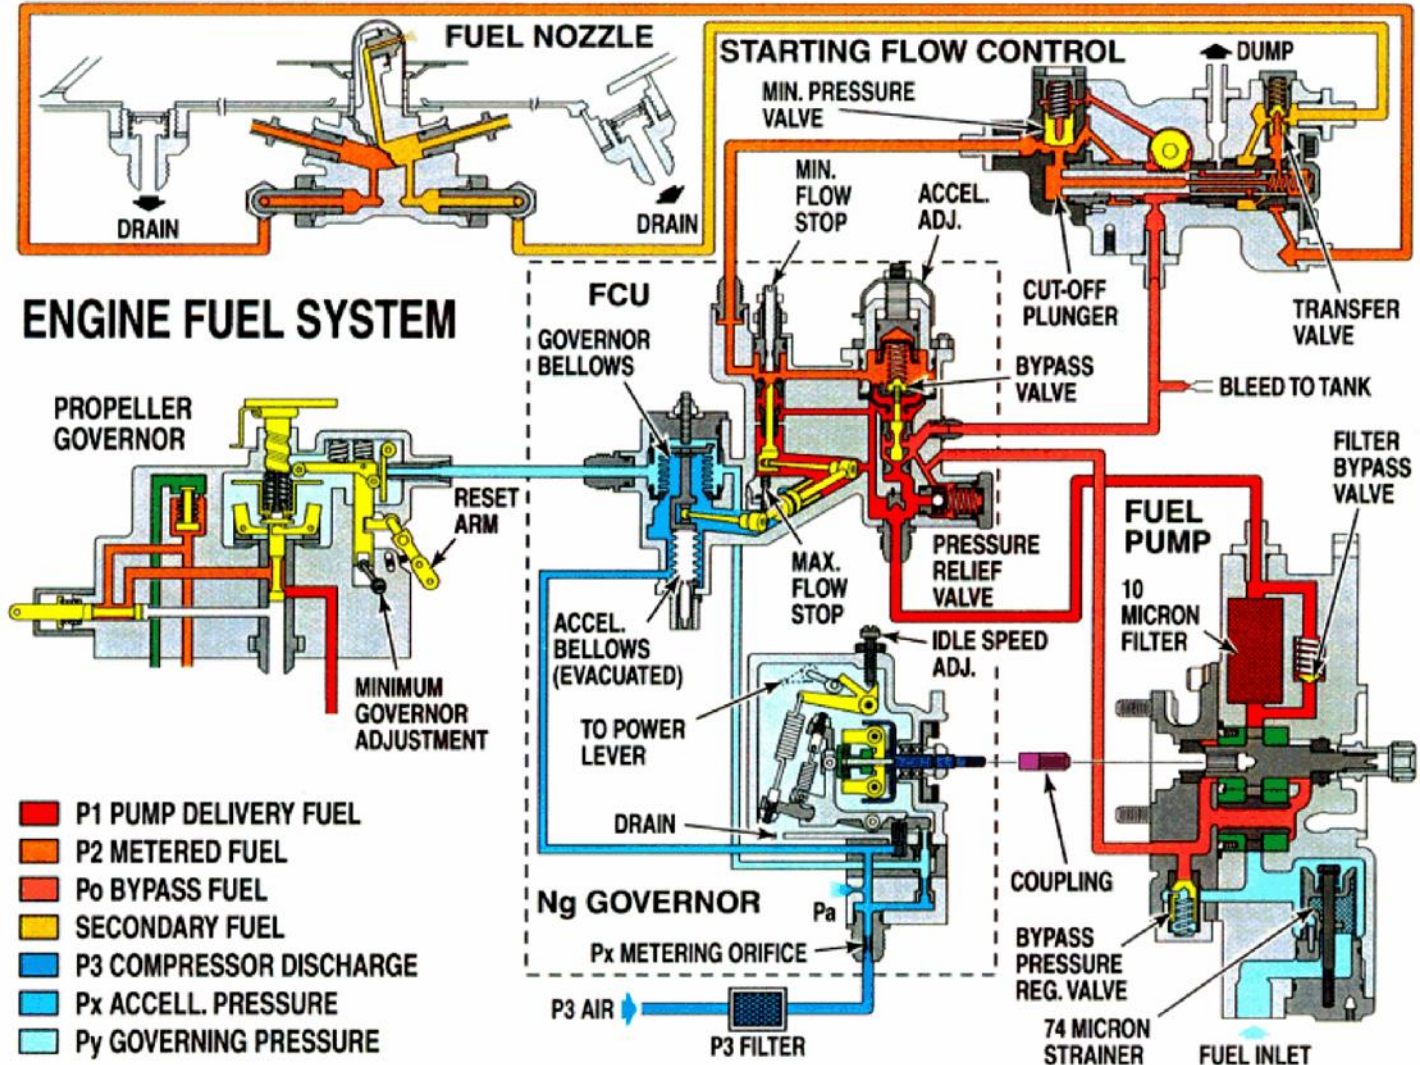 FUEL NOZZLE
STARTING FLOW CONTROL
DUMP
MIN. PRESSURE
VALVE
MIN.
FLOW
STOP
ACCEL.
ADJ.
DRAIN
DRAIN
CUT-OFF
PLUNGER
TRANSFER
VALVE
ENGINE FUEL SYSTEM
FCU
GOVERNOR
BELLOWS
BYPASS
VALVE
BLEED TO TANK
PROPELLER
GOVERNOR
FILTER
BYPASS
VALVE
RESET
ARM
FUEL
PUMP
PRESSURE
RELIEF
VALVE
MAX.
FLOW
STOP
10
MICRON
FILTER
ACCEL.
BELLOWS
(EVACUATED)
IDLE SPEED
ADJ.
MINIMUM
GOVERNOR
ADJUSTMENT
TO POWER
LEVER
DRAIN
COUPLING
Ng GOVERNOR
Pa
Px METERING ORIFICE
BYPASS
PRESSURE
REG. VALVE
P3 AIR
P3 FILTER
74 MICRON
STRAINER
FUEL INLET
P1 PUMP DELIVERY FUEL
P2 METERED FUEL
Po BYPASS FUEL
SECONDARY FUEL
P3 COMPRESSOR DISCHARGE
Px ACCELL. PRESSURE
Py GOVERNING PRESSURE